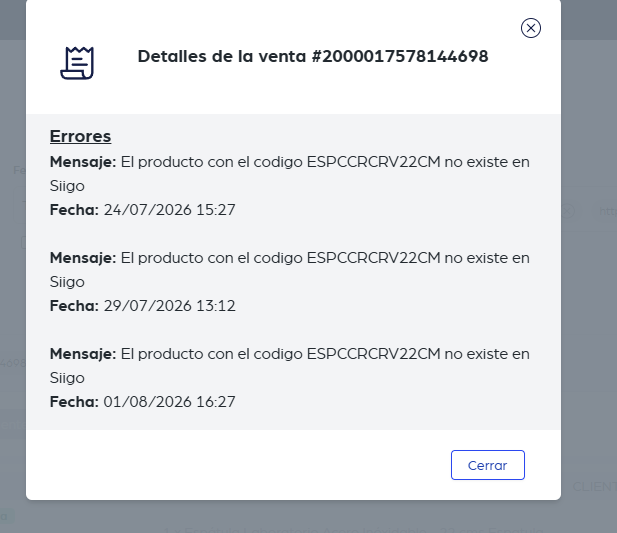 Detalles de la venta #2000017578144698
Errores
Mensaje: El producto con el codigo ESPCCRCRV22CM no existe en
Siigo
Fecha: 24/07/2026 15:27
Mensaje: El producto con el codigo ESPCCRCRV22CM no existe en
Siigo
Fecha: 29/07/2026 13:12
Mensaje: El producto con el codigo ESPCCRCRV22CM no existe en
Siigo
Fecha: 01/08/2026 16:27
Cerrar
CLIENT